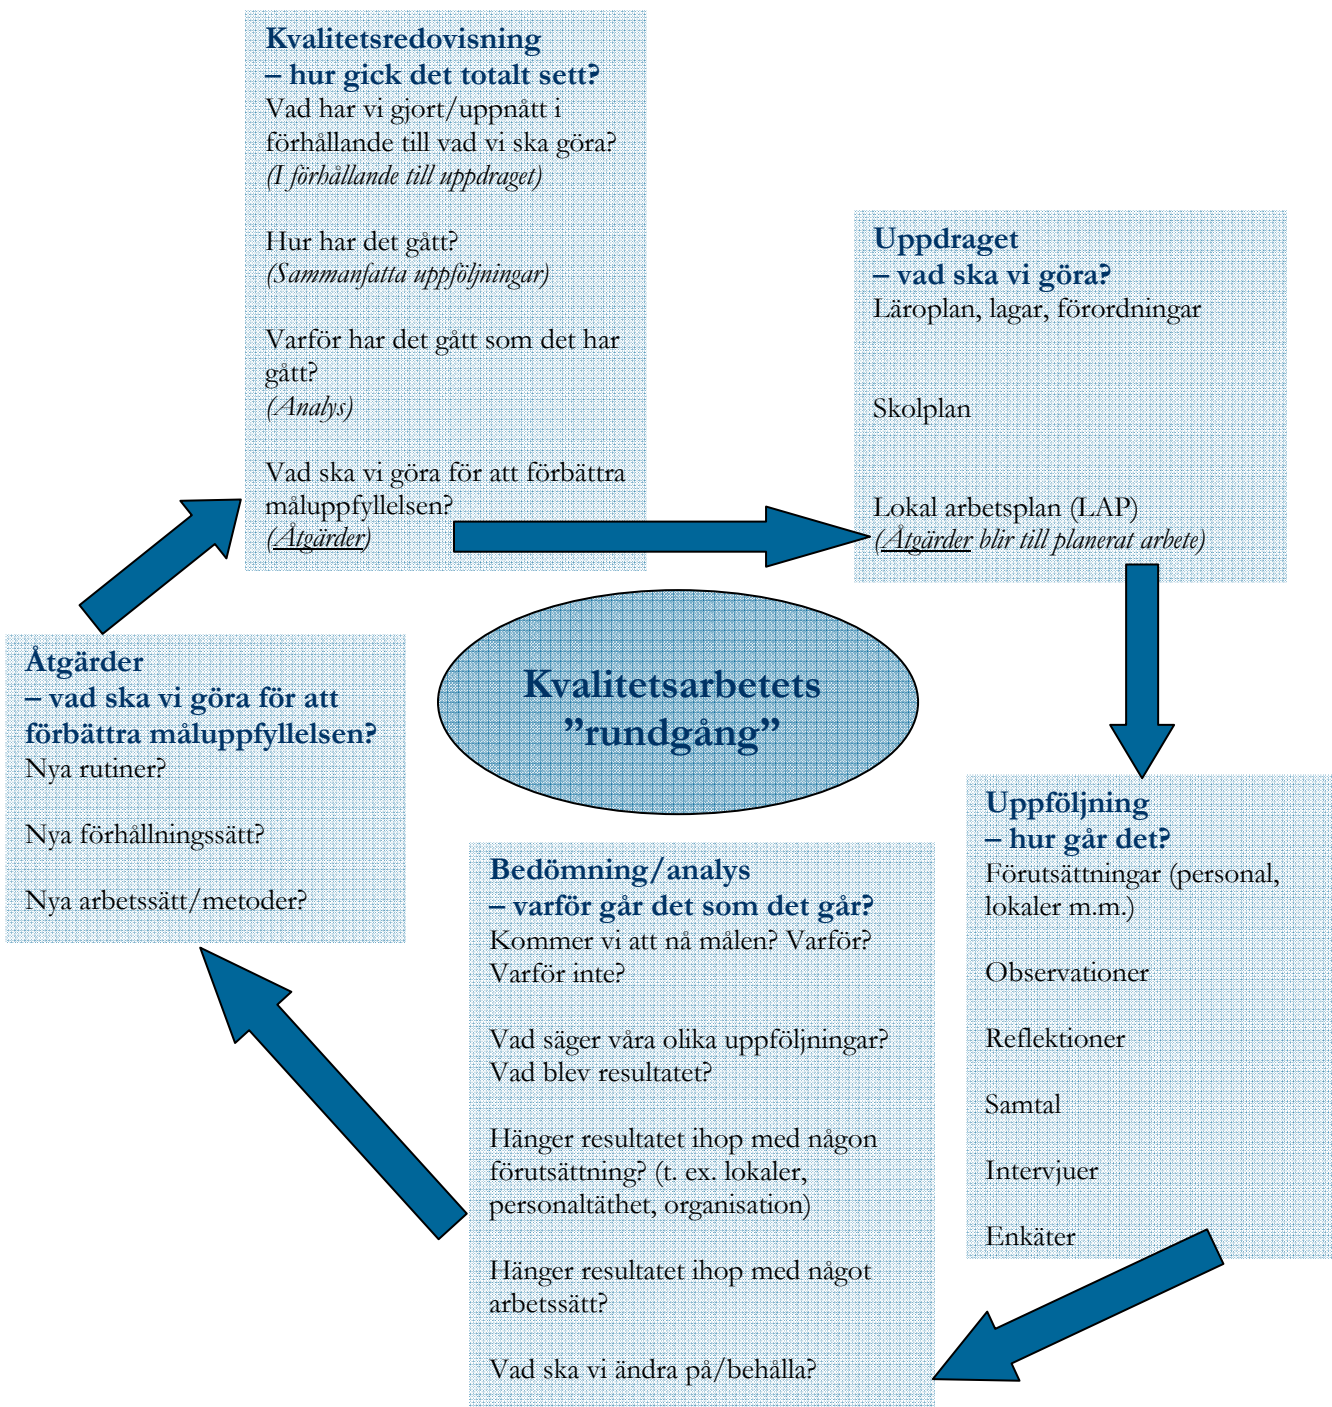 Kvalitetsredovisning
– hur gick det totalt sett?
Vad har vi gjort/uppnått i
förhållande till vad vi ska göra?
(I förhållande till uppdraget)
Hur har det gått?
(Sammanfatta uppföljningar)
Varför har det gått som det har
gått?
(Analys)
Vad ska vi göra för att förbättra
måluppfyllelsen?
(Åtgärder)
Uppdraget
– vad ska vi göra?
Läroplan, lagar, förordningar
Skolplan
Lokal arbetsplan (LAP)
(Åtgärder blir till planerat arbete)
Kvalitetsarbetets
”rundgång”
Uppföljning
– hur går det?
Förutsättningar (personal,
lokaler m.m.)
Observationer
Reflektioner
Samtal
Intervjuer
Enkäter
Bedömning/analys
– varför går det som det går?
Kommer vi att nå målen? Varför?
Varför inte?
Vad säger våra olika uppföljningar?
Vad blev resultatet?
Hänger resultatet ihop med någon
förutsättning? (t. ex. lokaler,
personaltäthet, organisation)
Hänger resultatet ihop med något
arbetssätt?
Vad ska vi ändra på/behålla?
Åtgärder
– vad ska vi göra för att
förbättra måluppfyllelsen?
Nya rutiner?
Nya förhållningssätt?
Nya arbetssätt/metoder?